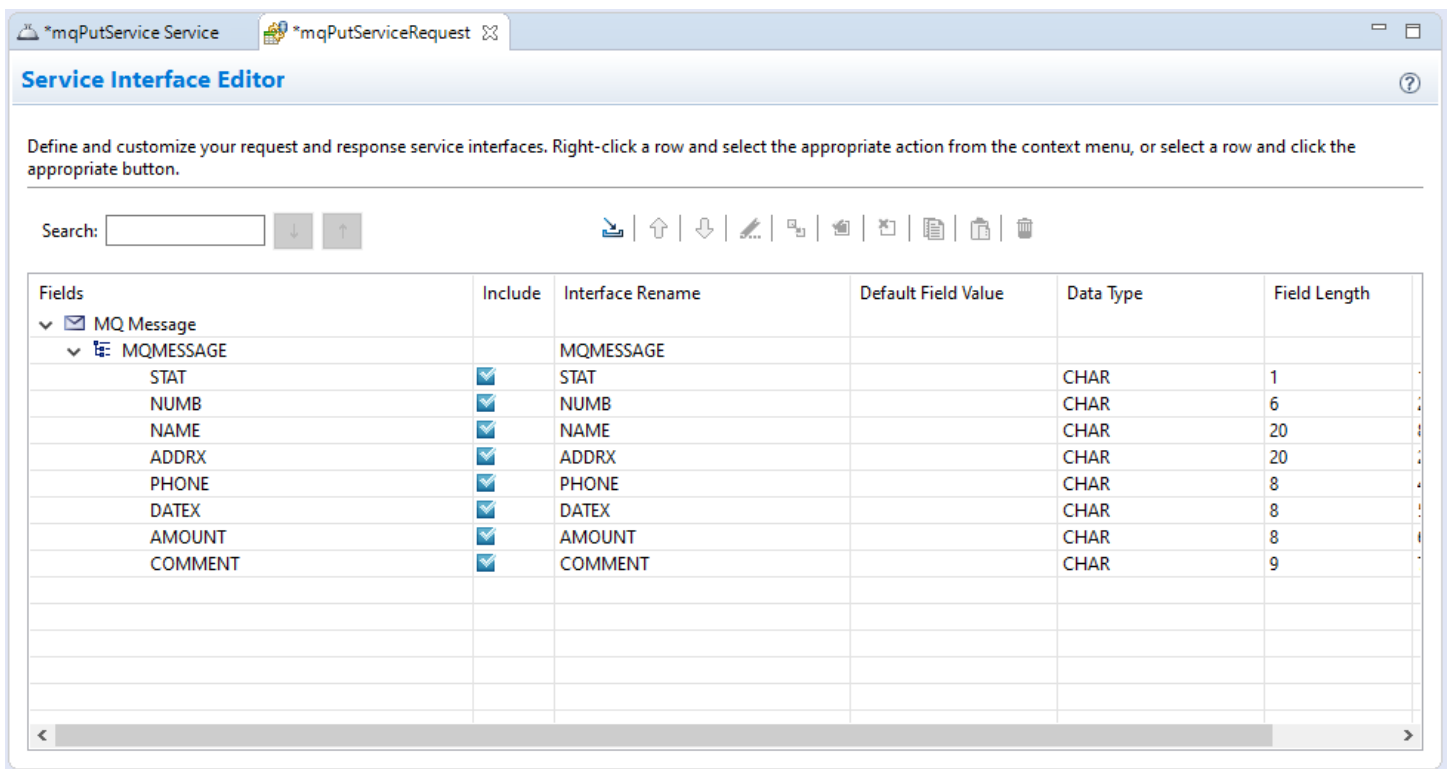 *mqPutService Service *mqPutServiceRequest
Service Interface Editor
Define and customize your request and response service interfaces. Right-click a row and select the appropriate action from the context menu, or select a row and click the
appropriate button.
Search:
Fields Include Interface Rename Default Field Value Data Type Field Length
MQ Message
MQMESSAGE MQMESSAGE
STAT STAT CHAR 1
NUMB NUMB CHAR 6
NAME NAME CHAR 20
ADDRX ADDRX CHAR 20
PHONE PHONE CHAR 8
DATEX DATEX CHAR 8
AMOUNT AMOUNT CHAR 8
COMMENT COMMENT CHAR 9